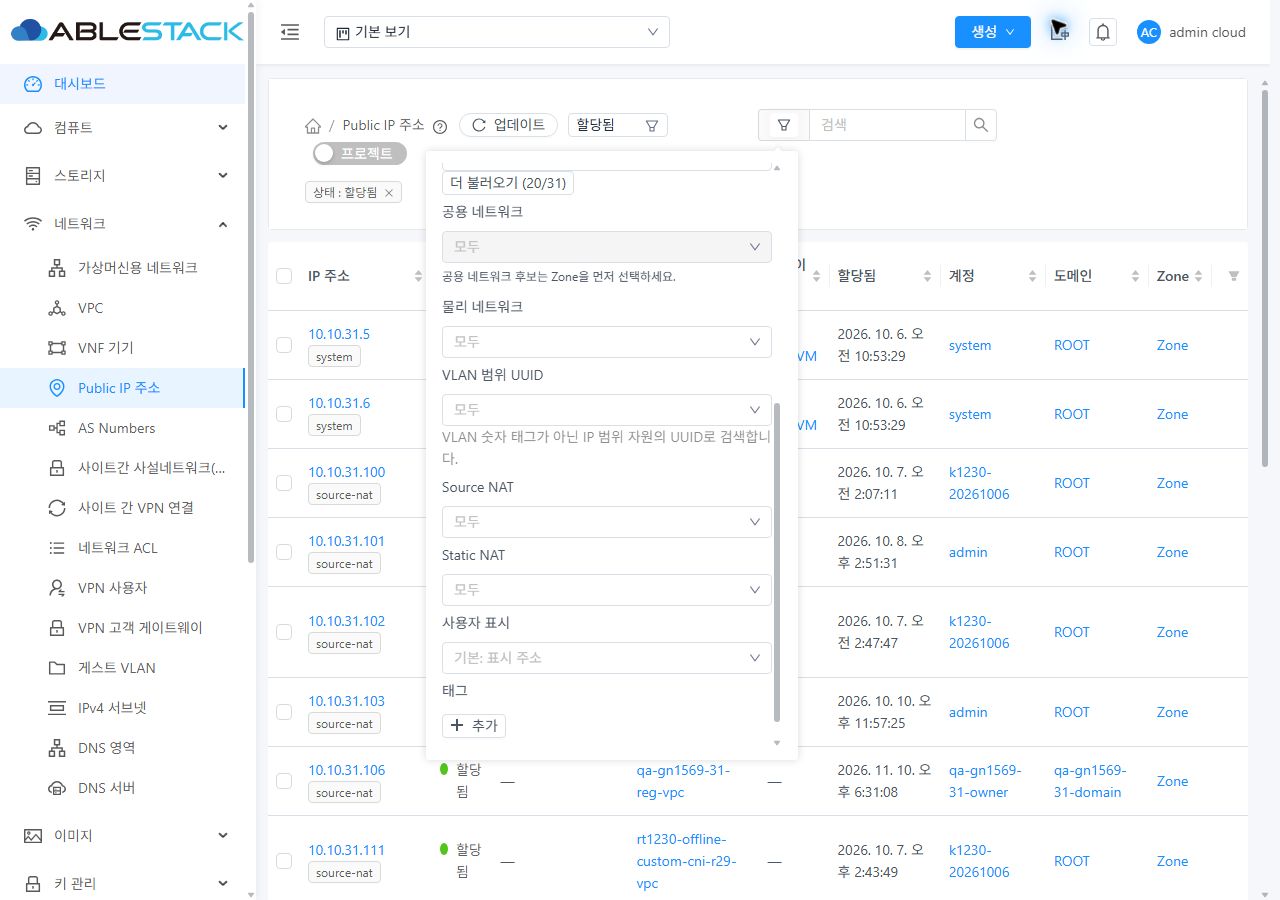 ABLESTACK
기본 보기
생성
AC
admin cloud
대시보드
컴퓨트
스토리지
네트워크
가상머신용 네트워크
VPC
VNF 기기
Public IP 주소
AS Numbers
사이트간 사설네트워크(...
사이트 간 VPN 연결
네트워크 ACL
VPN 사용자
VPN 고객 게이트웨이
게스트 VLAN
IPv4 서브넷
DNS 영역
DNS 서버
이미지
키 관리
/ Public IP 주소
업데이트
할당됨
검색
프로젝트
상태 : 할당됨
더 불러오기 (20/31)
공용 네트워크
모두
공용 네트워크 후보는 Zone을 먼저 선택하세요.
물리 네트워크
모두
VLAN 범위 UUID
모두
VLAN 숫자 태그가 아닌 IP 범위 자원의 UUID로 검색합니
다.
Source NAT
모두
Static NAT
모두
사용자 표시
기본: 표시 주소
태그
추가
IP 주소
이
할당됨
계정
도메인
Zone
10.10.31.5
system
VM
2026. 10. 6. 오
전 10:53:29
system
ROOT
Zone
10.10.31.6
system
VM
2026. 10. 6. 오
전 10:53:29
system
ROOT
Zone
10.10.31.100
source-nat
2026. 10. 7. 오
전 2:07:11
k1230-
20261006
ROOT
Zone
10.10.31.101
source-nat
2026. 10. 8. 오
후 2:51:31
admin
ROOT
Zone
10.10.31.102
source-nat
2026. 10. 7. 오
전 2:47:47
k1230-
20261006
ROOT
Zone
10.10.31.103
source-nat
2026. 10. 10. 오
후 11:57:25
admin
ROOT
Zone
10.10.31.106
source-nat
할당
됨
—
qa-gn1569-31-
reg-vpc
—
2026. 11. 10. 오
후 6:31:08
qa-gn1569-
31-owner
qa-gn1569-
31-domain
Zone
10.10.31.111
source-nat
할당
됨
—
rt1230-offline-
custom-cni-r29-
vpc
—
2026. 10. 7. 오
후 2:43:49
k1230-
20261006
ROOT
Zone